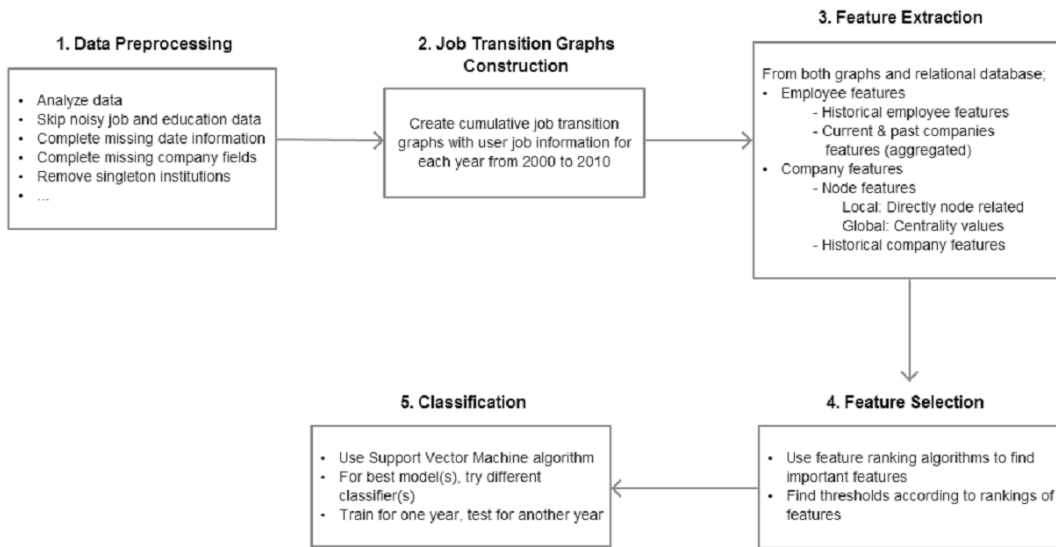 1. Data Preprocessing
• Analyze data
• Skip noisy job and education data
• Complete missing date information
• Complete missing company fields
• Remove singleton institutions
• ...
2. Job Transition Graphs
Construction
Create cumulative job transition
graphs with user job information for
each year from 2000 to 2010
3. Feature Extraction
From both graphs and relational database;
• Employee features
- Historical employee features
- Current & past companies
features (aggregated)
• Company features
- Node features
Local: Directly node related
Global: Centrality values
- Historical company features
4. Feature Selection
• Use feature ranking algorithms to find
important features
• Find thresholds according to rankings of
features
5. Classification
• Use Support Vector Machine algorithm
• For best model(s), try different
classifier(s)
• Train for one year, test for another year